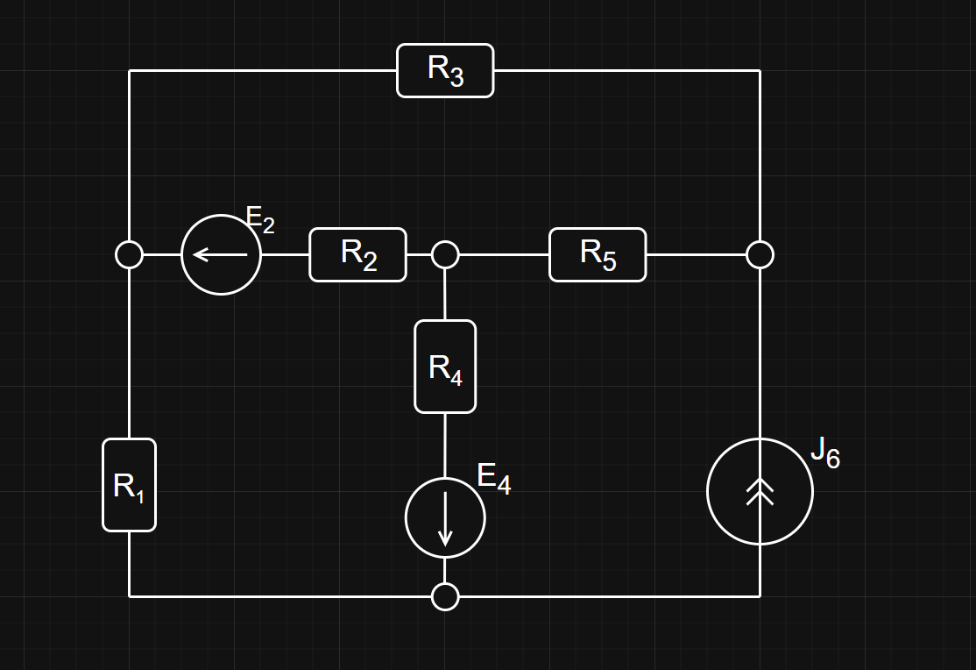 R₃
E₂
R₂
R₅
R₄
J₆
E₄
R₁